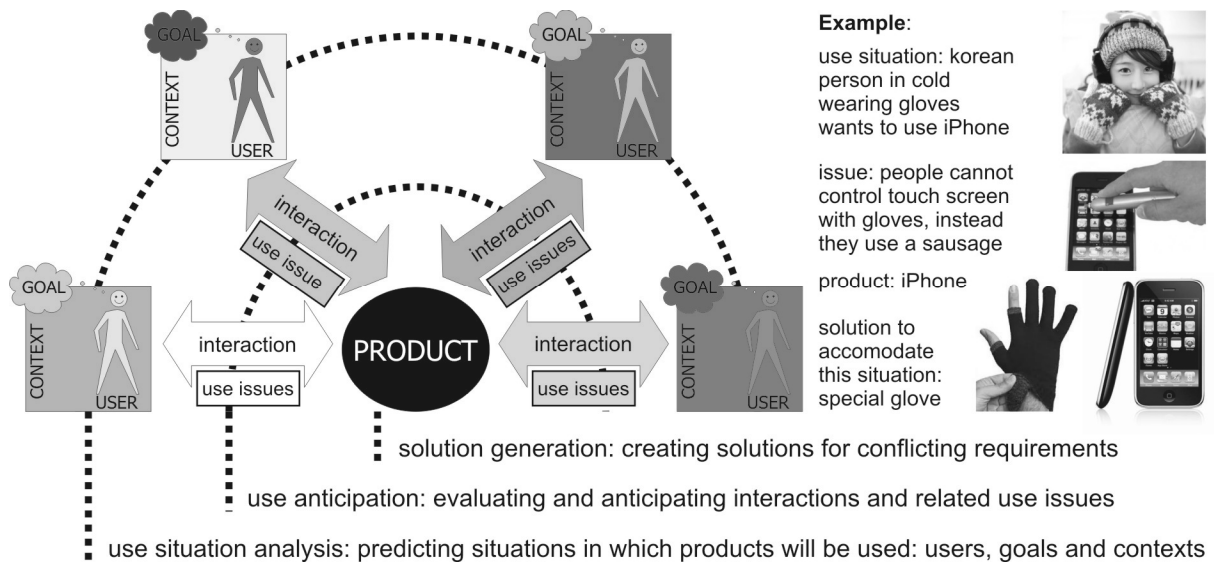 GOAL
CONTEXT
USER
GOAL
CONTEXT
USER
interaction
use issue
interaction
use issues
GOAL
CONTEXT
USER
interaction
use issues
PRODUCT
interaction
use issues
GOAL
CONTEXT
USER
Example:
use situation: korean
person in cold
wearing gloves
wants to use iPhone
issue: people cannot
control touch screen
with gloves, instead
they use a sausage
product: iPhone
solution to
accomodate
this situation:
special glove
solution generation: creating solutions for conflicting requirements
use anticipation: evaluating and anticipating interactions and related use issues
use situation analysis: predicting situations in which products will be used: users, goals and contexts